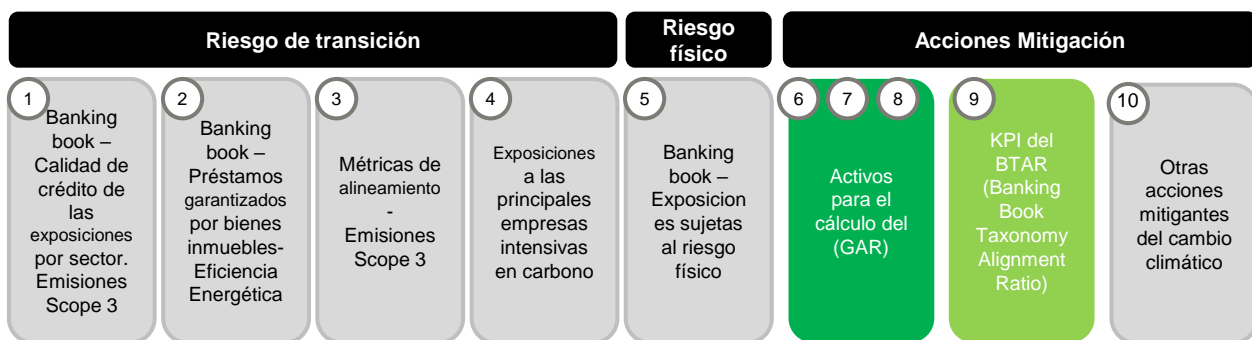 Riesgo de transición
Riesgo
físico
Acciones Mitigación
1
Banking
book –
Calidad de
crédito de
las
exposiciones
por sector.
Emisiones
Scope 3
2
Banking
book –
Préstamos
garantizados
por bienes
inmuebles-
Eficiencia
Energética
3
Métricas de
alineamiento
-
Emisiones
Scope 3
4
Exposiciones
a las
principales
empresas
intensivas
en carbono
5
Banking
book –
Exposicion
es sujetas
al riesgo
físico
6 7 8
Activos
para el
cálculo del
(GAR)
9
KPI del
BTAR
(Banking
Book
Taxonomy
Alignment
Ratio)
10
Otras
acciones
mitigantes
del cambio
climático